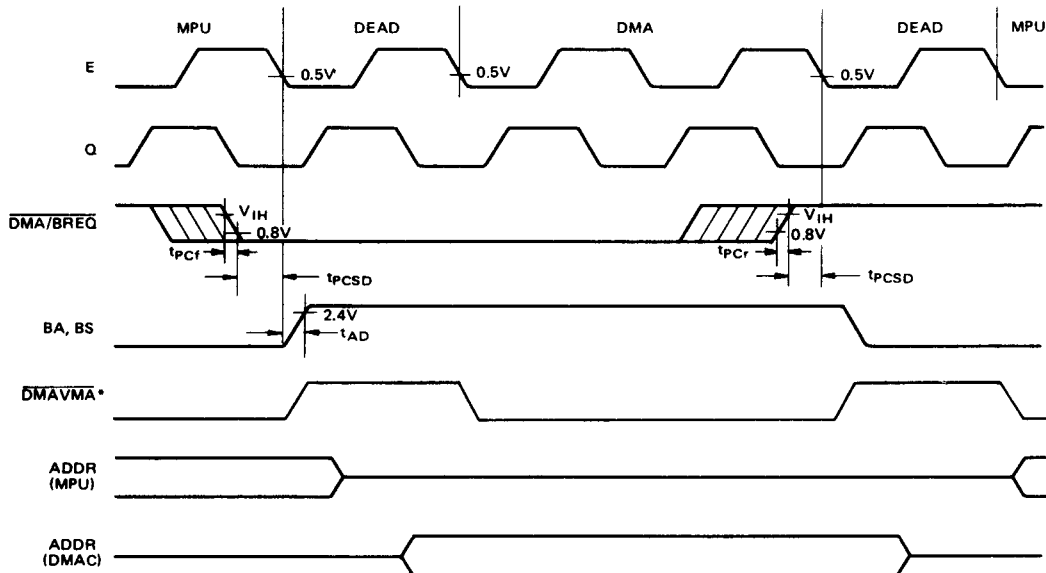 MPU DEAD DMA DEAD MPU
E 0.5V 0.5V 0.5V
Q
DMA/BREQ VIH VIH
0.8V 0.8V
tPCf tPCr
tPCSD tPCSD
BA, BS 2.4V
tAD
DMAVMA*
ADDR
(MPU)
ADDR
(DMAC)